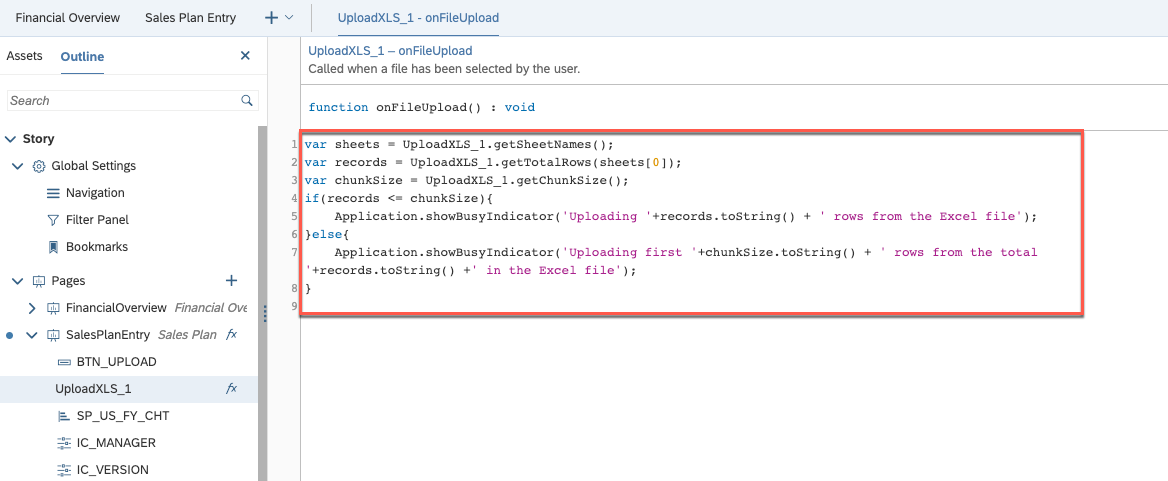 Financial Overview
Sales Plan Entry
UploadXLS_1 - onFileUpload
Assets
Outline
Search
Story
Global Settings
Navigation
Filter Panel
Bookmarks
Pages
FinancialOverview Financial Ove
SalesPlanEntry Sales Plan fx
BTN_UPLOAD
UploadXLS_1 fx
SP_US_FY_CHT
IC_MANAGER
IC_VERSION
UploadXLS_1 – onFileUpload
Called when a file has been selected by the user.
function onFileUpload() : void
1 var sheets = UploadXLS_1.getSheetNames();
2 var records = UploadXLS_1.getTotalRows(sheets[0]);
3 var chunkSize = UploadXLS_1.getChunkSize();
4 if(records <= chunkSize){
5 Application.showBusyIndicator('Uploading '+records.toString() + ' rows from the Excel file');
6 }else{
7 Application.showBusyIndicator('Uploading first '+chunkSize.toString() + ' rows from the total
'+records.toString() +' in the Excel file');
8 }
9